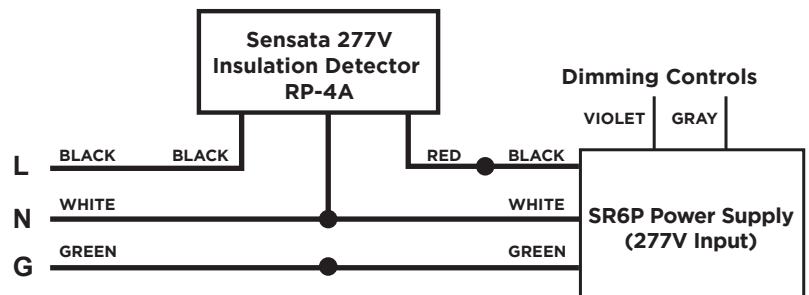 Sensata 277V
Insulation Detector
RP-4A
Dimming Controls
VIOLET GRAY
L BLACK BLACK RED BLACK
N WHITE WHITE
SR6P Power Supply
(277V Input)
G GREEN GREEN